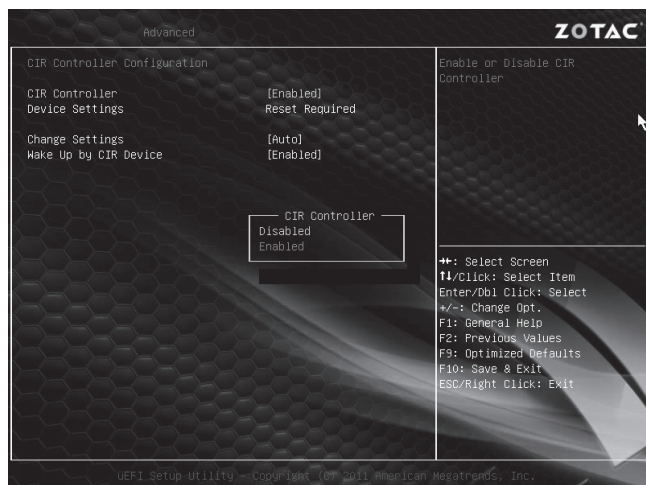 Advanced
ZOTAC
CIR Controller Configuration
CIR Controller [Enabled]
Device Settings Reset Required
Change Settings [Auto]
Wake Up by CIR Device [Enabled]
CIR Controller
Disabled
Enabled
Enable or Disable CIR
Controller
→←: Select Screen
↑↓/Click: Select Item
Enter/Dbl Click: Select
+/-: Change Opt.
F1: General Help
F2: Previous Values
F9: Optimized Defaults
F10: Save & Exit
ESC/Right Click: Exit
UEFI Setup Utility - Copyright (C) 2011 American Megatrends, Inc.